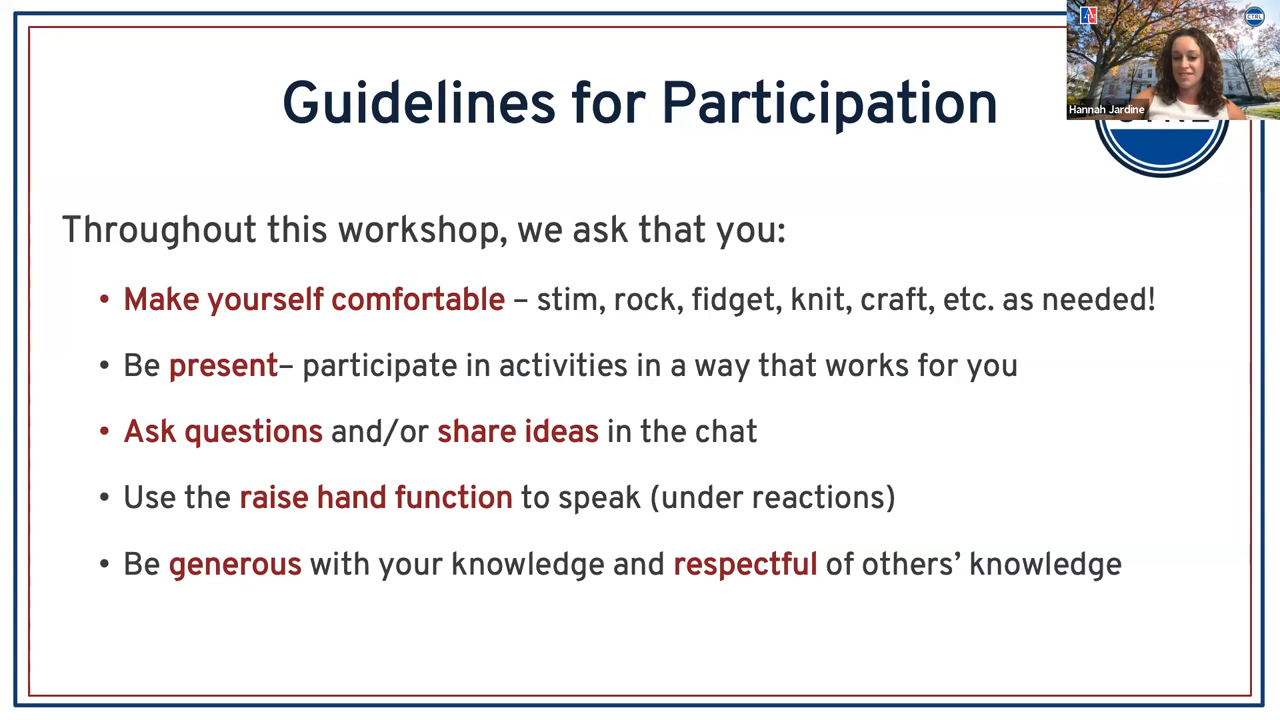 Guidelines for Participation
Hannah Jardine
CTRL
Throughout this workshop, we ask that you:
• Make yourself comfortable – stim, rock, fidget, knit, craft, etc. as needed!
• Be present– participate in activities in a way that works for you
• Ask questions and/or share ideas in the chat
• Use the raise hand function to speak (under reactions)
• Be generous with your knowledge and respectful of others’ knowledge